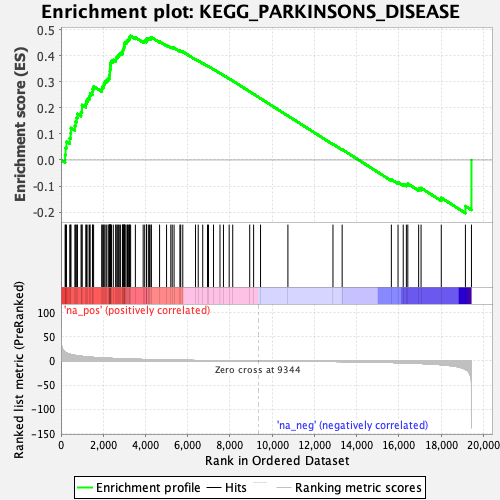 Enrichment plot: KEGG_PARKINSONS_DISEASE
Enrichment score (ES)
0.5
0.4
0.3
0.2
0.1
0.0
-0.1
-0.2
'na_pos' (positively correlated)
Ranked list metric (PreRanked)
100
50
0
-50
-100
-150
Zero cross at 9344
'na_neg' (negatively correlated)
0
2,000
4,000
6,000
8,000
10,000
12,000
14,000
16,000
18,000
20,000
Rank in Ordered Dataset
Enrichment profile
Hits
Ranking metric scores